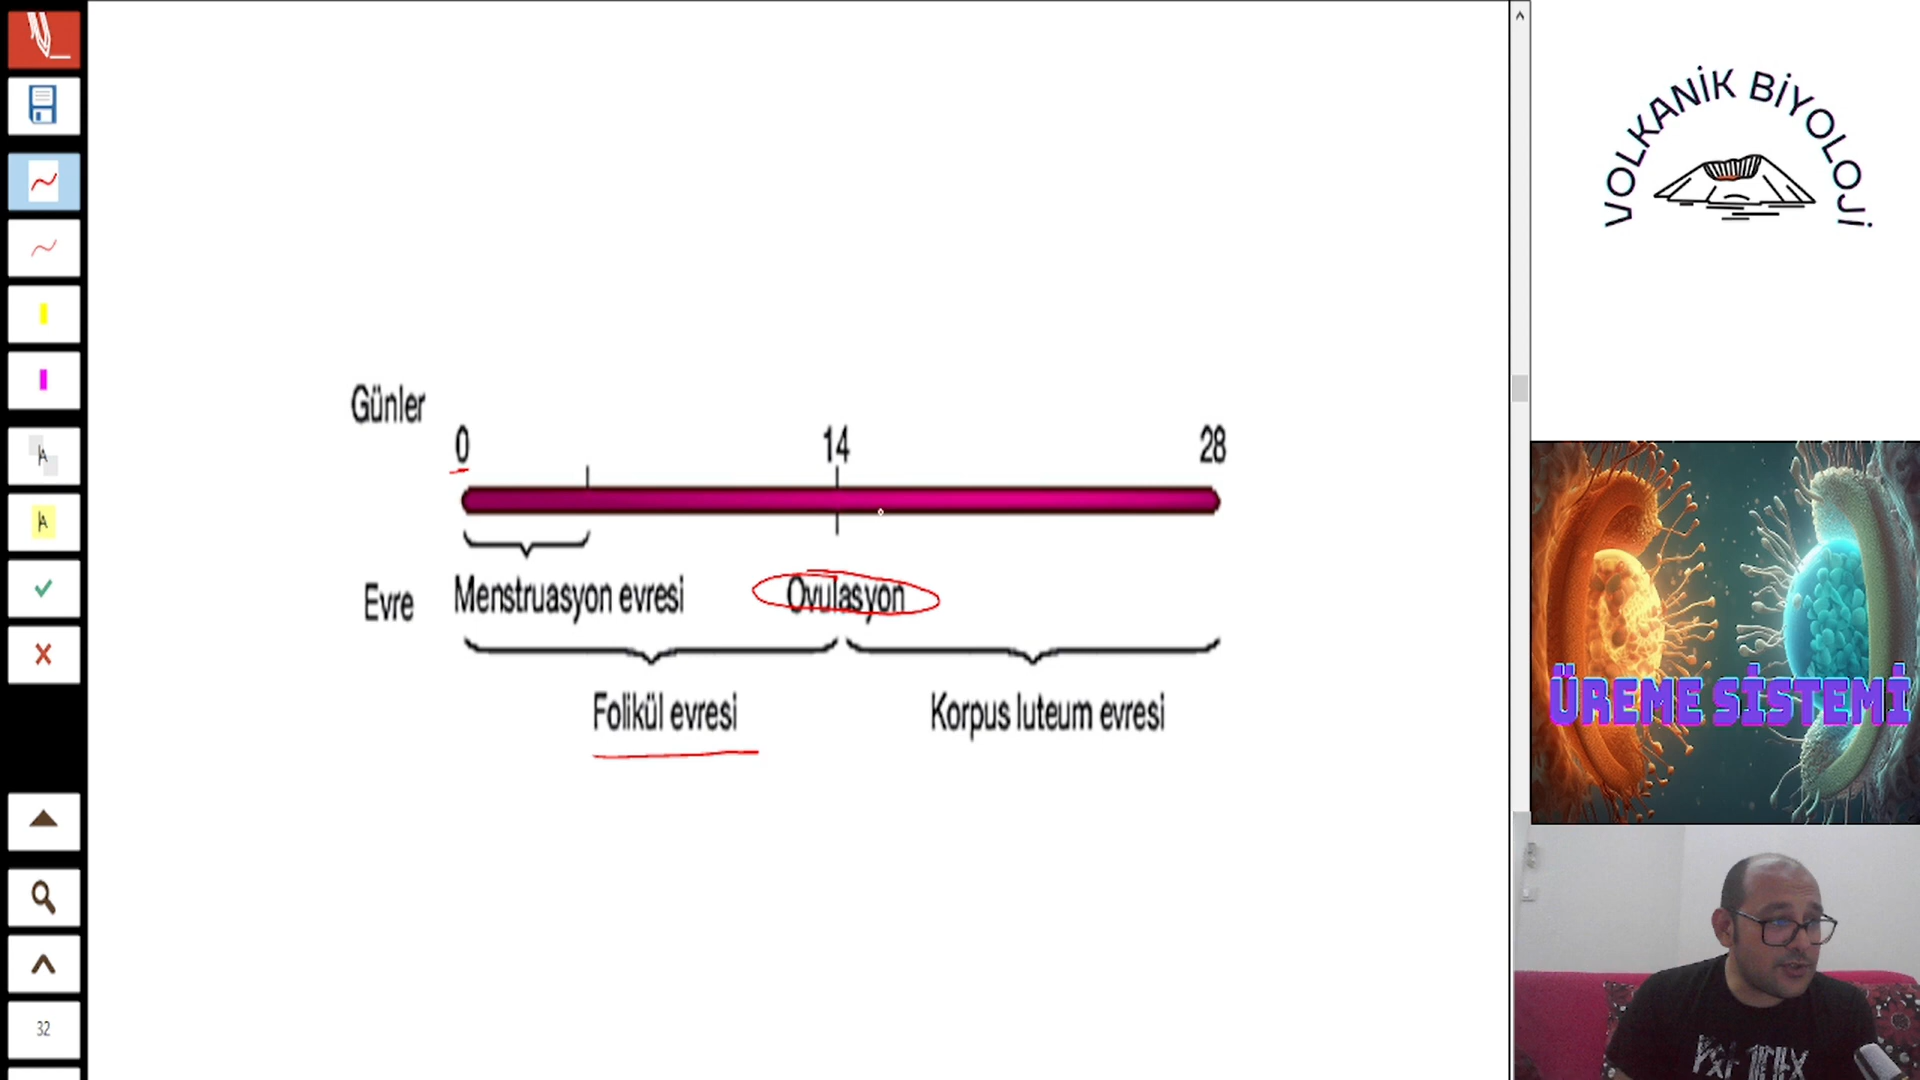 VOLKANİK BİYOLOJİ
Günler
0 14 28
Evre Menstruasyon evresi Ovulasyon
Folikül evresi Korpus luteum evresi
ÜREME SİSTEMİ
A
A
32